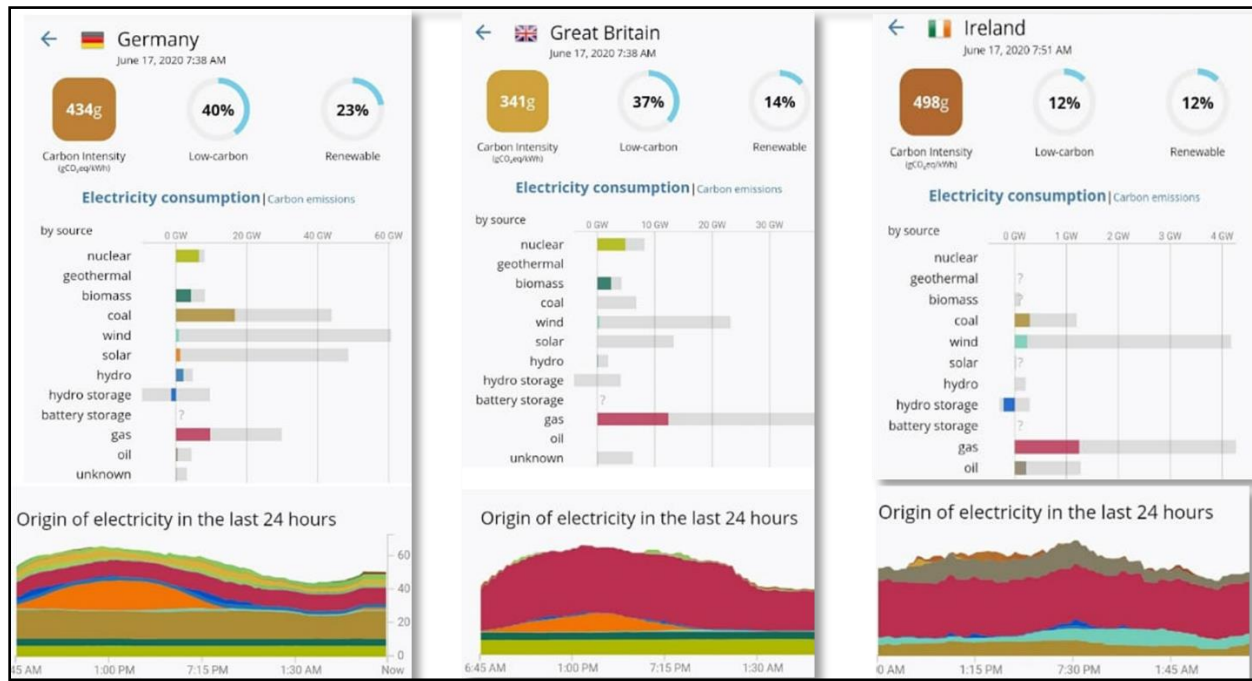 Germany
June 17, 2020 7:38 AM
434g
40%
23%
Carbon Intensity
(gCO₂eq/kWh)
Low-carbon
Renewable
Electricity consumption|Carbon emissions
by source
0 GW 20 GW 40 GW 60 GW
nuclear
geothermal
biomass
coal
wind
solar
hydro
hydro storage
battery storage ?
gas
oil
unknown
Origin of electricity in the last 24 hours
60
40
20
0
45 AM 1:00 PM 7:15 PM 1:30 AM Now
Great Britain
June 17, 2020 7:38 AM
341g
37%
14%
Carbon Intensity
(gCO₂eq/kWh)
Low-carbon
Renewable
Electricity consumption|Carbon emissions
by source
0 GW 10 GW 20 GW 30 GW
nuclear
geothermal
biomass
coal
wind
solar
hydro
hydro storage
battery storage ?
gas
oil
unknown
Origin of electricity in the last 24 hours
6:45 AM 1:00 PM 7:15 PM 1:30 AM
Ireland
June 17, 2020 7:51 AM
498g
12%
12%
Carbon Intensity
(gCO₂eq/kWh)
Low-carbon
Renewable
Electricity consumption|Carbon emissions
by source
0 GW 1 GW 2 GW 3 GW 4 GW
nuclear
geothermal ?
biomass ?
coal
wind
solar ?
hydro
hydro storage
battery storage ?
gas
oil
Origin of electricity in the last 24 hours
0 AM 1:15 PM 7:30 PM 1:45 AM